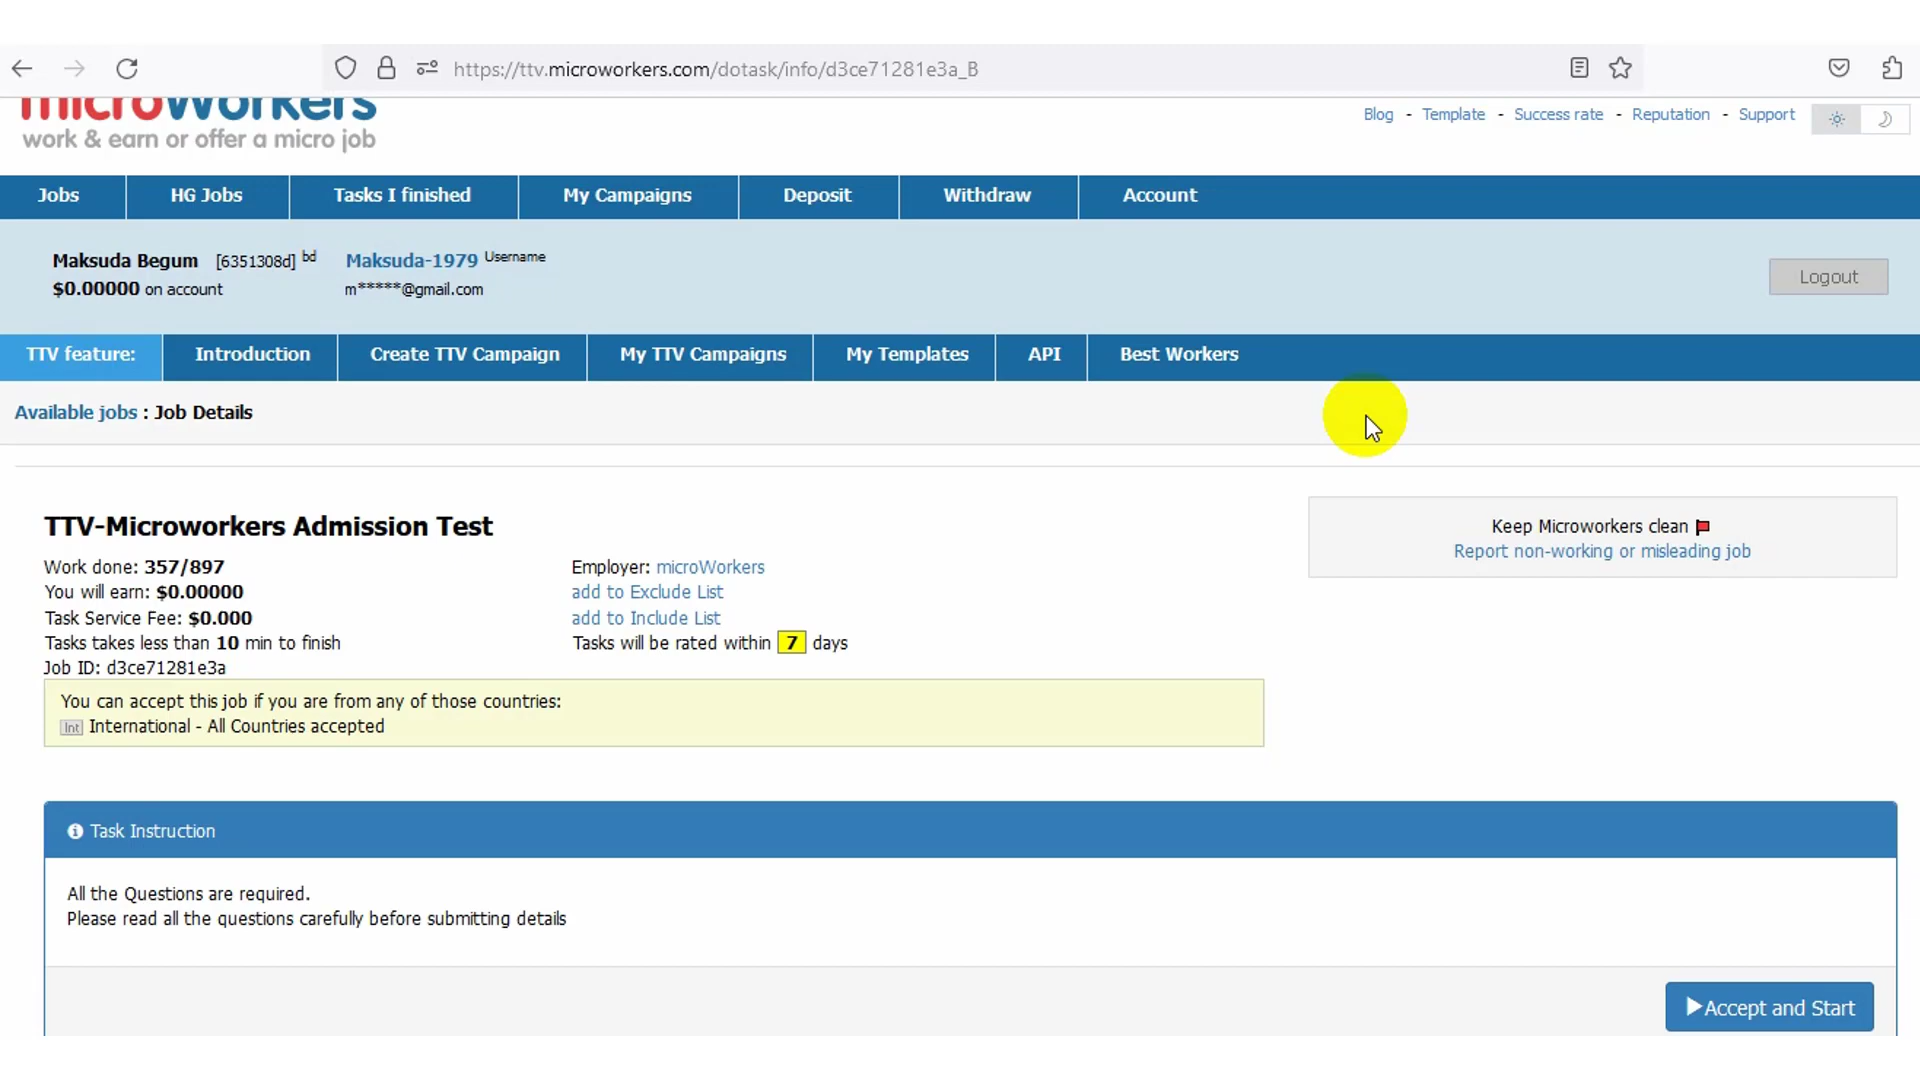 https://ttv.microworkers.com/dotask/info/d3ce71281e3a_B
microWorkers
work & earn or offer a micro job
Blog - Template - Success rate - Reputation - Support
Jobs HG Jobs Tasks I finished My Campaigns Deposit Withdraw Account
Maksuda Begum [6351308d] bd Maksuda-1979 Username
$0.00000 on account m*****@gmail.com
Logout
TTV feature: Introduction Create TTV Campaign My TTV Campaigns My Templates API Best Workers
Available jobs : Job Details
TTV-Microworkers Admission Test
Keep Microworkers clean
Report non-working or misleading job
Work done: 357/897 Employer: microWorkers
You will earn: $0.00000 add to Exclude List
Task Service Fee: $0.000 add to Include List
Tasks takes less than 10 min to finish Tasks will be rated within 7 days
Job ID: d3ce71281e3a
You can accept this job if you are from any of those countries:
Int International - All Countries accepted
Task Instruction
All the Questions are required.
Please read all the questions carefully before submitting details
Accept and Start